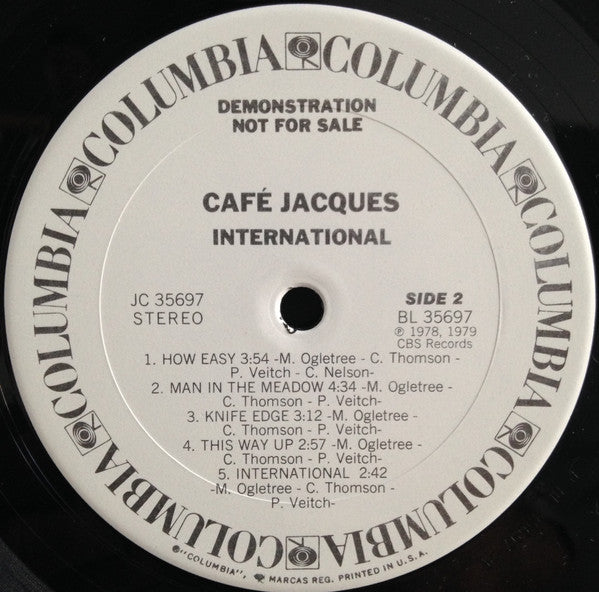 COLUMBIA COLUMBIA COLUMBIA COLUMBIA COLUMBIA COLUMBIA
DEMONSTRATION
NOT FOR SALE
CAFÉ JACQUES
INTERNATIONAL
JC 35697
STEREO
SIDE 2
BL 35697
℗ 1978, 1979
CBS Records
1. HOW EASY 3:54 -M. Ogletree - C. Thomson -
P. Veitch - C. Nelson-
2. MAN IN THE MEADOW 4:34 -M. Ogletree -
C. Thomson - P. Veitch-
3. KNIFE EDGE 3:12 -M. Ogletree -
C. Thomson - P. Veitch-
4. THIS WAY UP 2:57 -M. Ogletree -
C. Thomson - P. Veitch-
5. INTERNATIONAL 2:42
-M. Ogletree - C. Thomson -
P. Veitch-
®"COLUMBIA", MARCAS REG. PRINTED IN U.S.A.